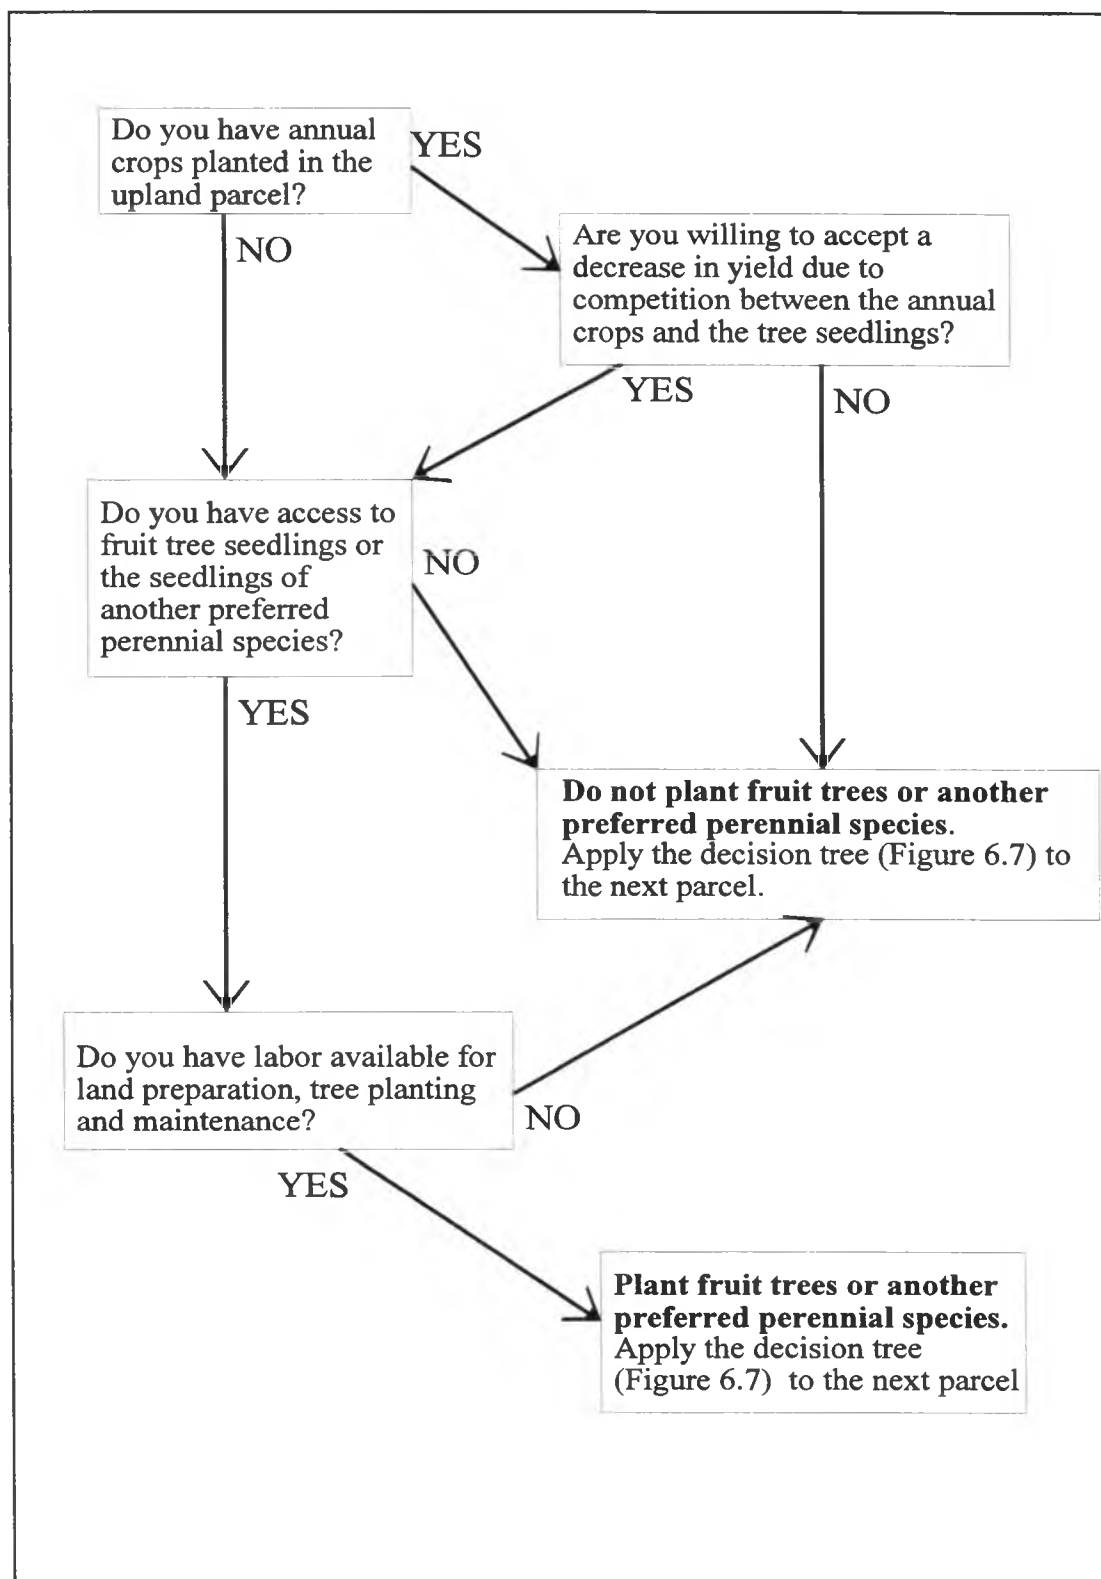 Do you have annual
crops planted in the
upland parcel?
YES
NO
Are you willing to accept a
decrease in yield due to
competition between the annual
crops and the tree seedlings?
YES
NO
Do you have access to
fruit tree seedlings or
the seedlings of
another preferred
perennial species?
NO
YES
Do not plant fruit trees or another
preferred perennial species.
Apply the decision tree (Figure 6.7) to
the next parcel.
Do you have labor available for
land preparation, tree planting
and maintenance?
NO
YES
Plant fruit trees or another
preferred perennial species.
Apply the decision tree
(Figure 6.7) to the next parcel